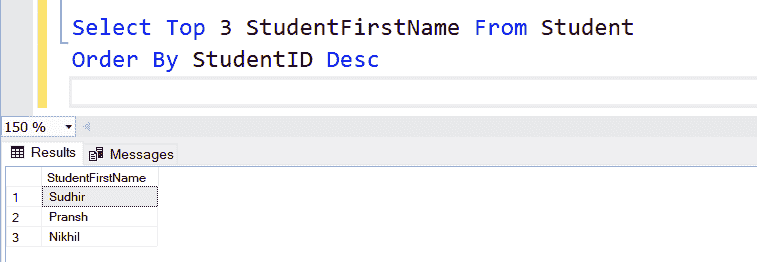 Select Top 3 StudentFirstName From Student
Order By StudentID Desc
150 %
Results Messages
StudentFirstName
1 Sudhir
2 Pransh
3 Nikhil